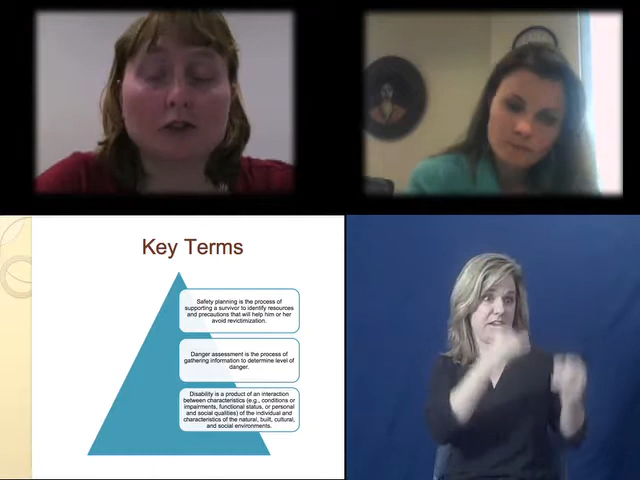 Key Terms
Safety planning is the process of
supporting a survivor to identify resources
and precautions that will help him or her
avoid revictimization.
Danger assessment is the process of
gathering information to determine level of
danger.
Disability is a product of an interaction
between characteristics (e.g., conditions or
impairments, functional status, or personal
and social qualities) of the individual and
characteristics of the natural, built, cultural,
and social environments.